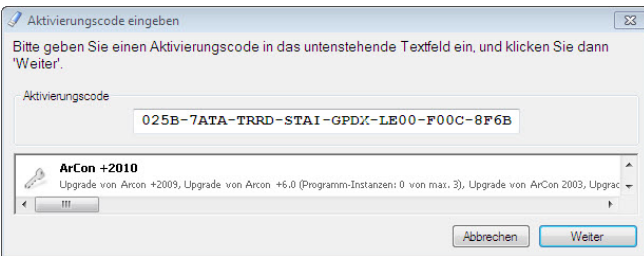 Aktivierungscode eingeben
Bitte geben Sie einen Aktivierungscode in das untenstehende Textfeld ein, und klicken Sie dann
'Weiter'.
Aktivierungscode
025B-7ATA-TRRD-STAI-GPDX-LE00-F00C-8F6B
ArCon +2010
Upgrade von Arcon +2009, Upgrade von Arcon +6.0 (Programm-Instanzen: 0 von max. 3), Upgrade von ArCon 2003, Upgrac
Abbrechen
Weiter